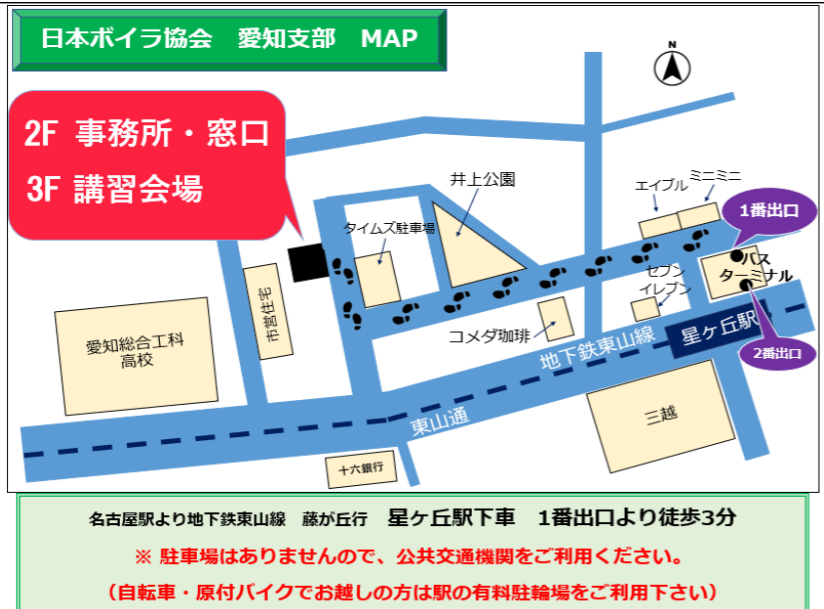 日本ボイラ協会　愛知支部　MAP
N
2F 事務所・窓口
3F 講習会場
井上公園
エイブル
ミニミニ
1番出口
タイムズ駐車場
バス
ターミナル
セブン
イレブン
市営住宅
コメダ珈琲
愛知総合工科
高校
地下鉄東山線
星ヶ丘駅
2番出口
東山通
三越
十六銀行
名古屋駅より地下鉄東山線　藤が丘行　星ヶ丘駅下車　1番出口より徒歩3分
※ 駐車場はありませんので、公共交通機関をご利用ください。
（自転車・原付バイクでお越しの方は駅の有料駐輪場をご利用下さい）